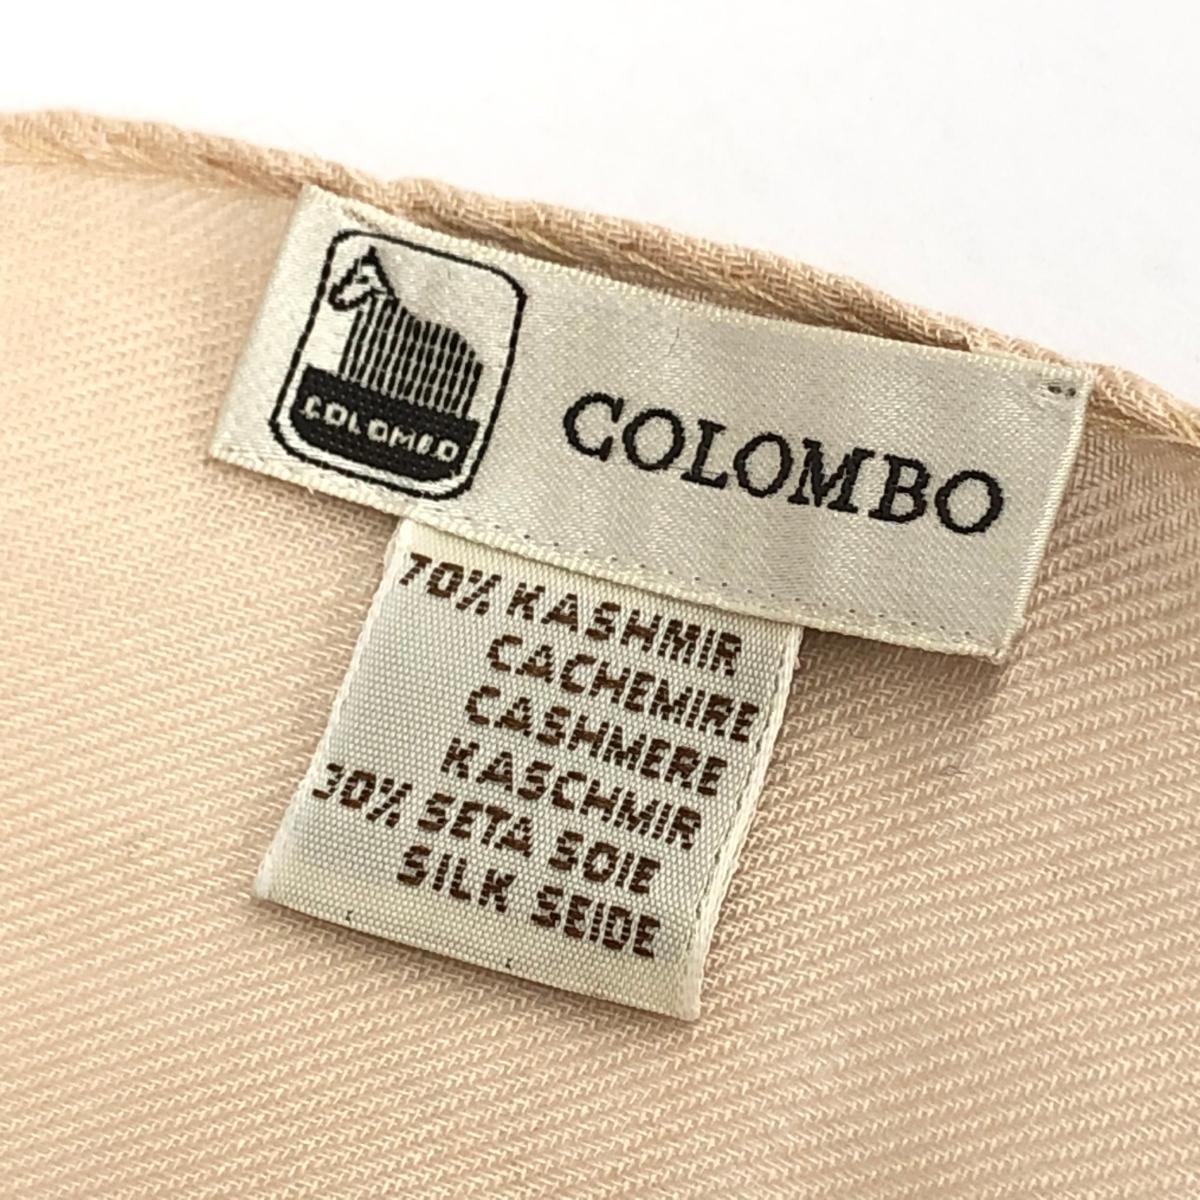 COLOMBO
COLOMBO
70% KASHMIR
CACHEMIRE
CASHMERE
KASCHMIR
30% SETA SOIE
SILK SEIDE